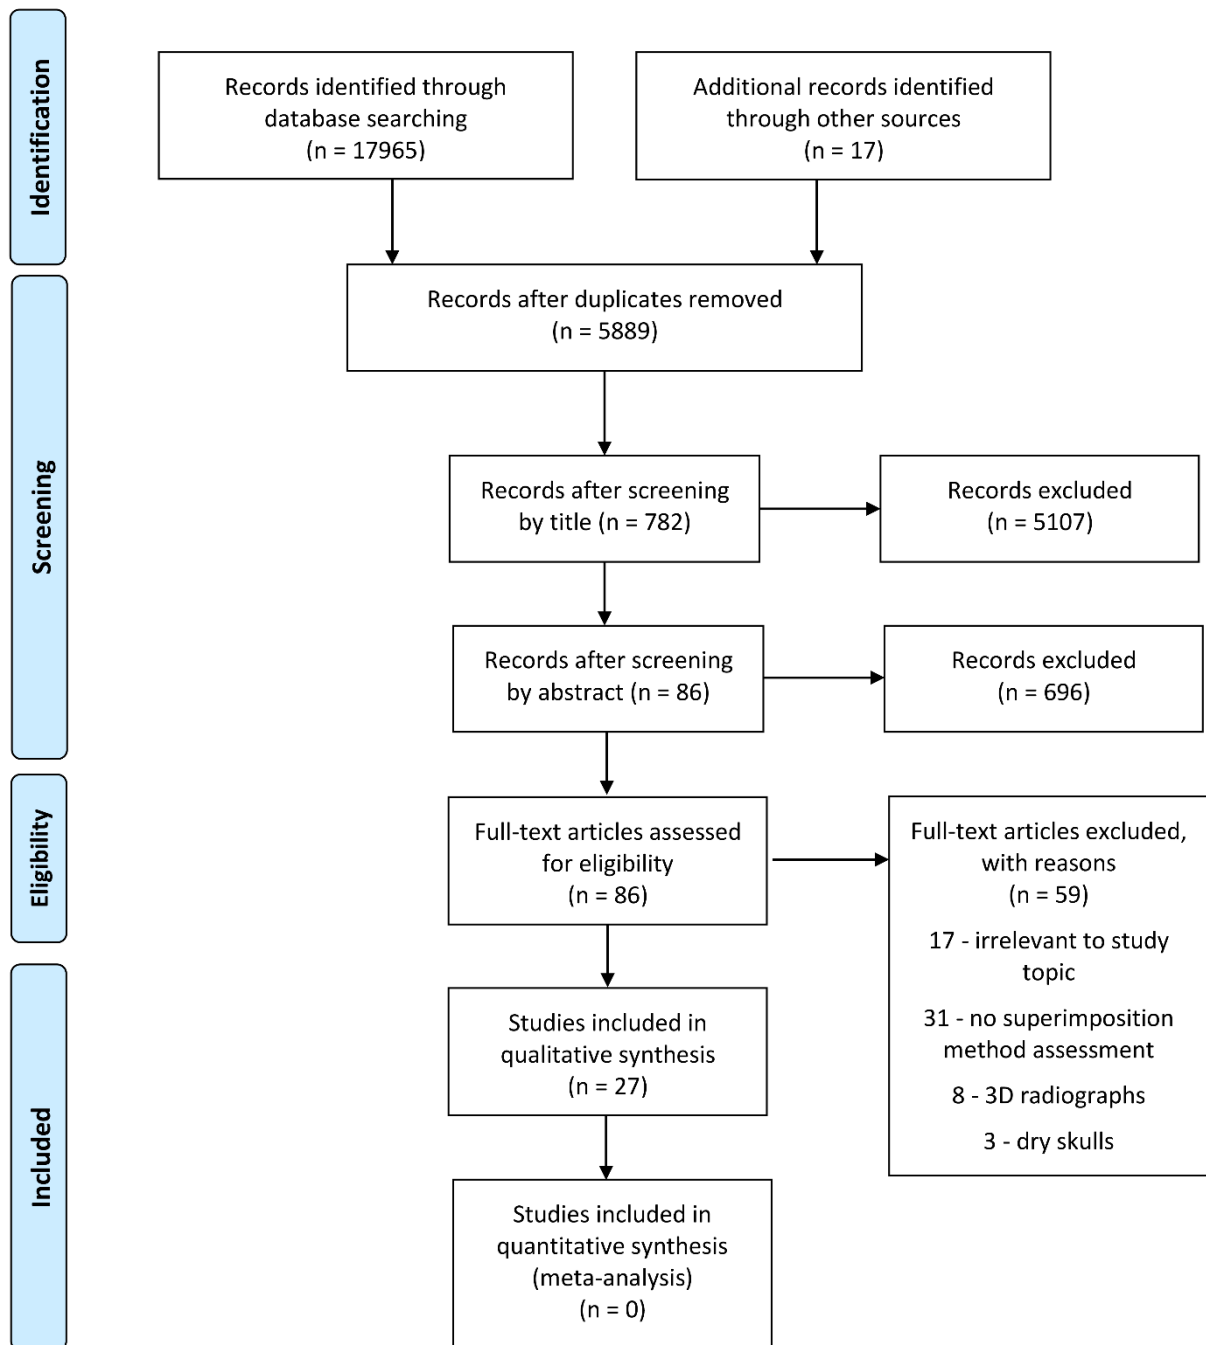 Identification
Records identified through
database searching
(n = 17965)
Additional records identified
through other sources
(n = 17)
Screening
Records after duplicates removed
(n = 5889)
Records after screening
by title (n = 782)
Records excluded
(n = 5107)
Records after screening
by abstract (n = 86)
Records excluded
(n = 696)
Eligibility
Full-text articles assessed
for eligibility
(n = 86)
Full-text articles excluded,
with reasons
(n = 59)
17 - irrelevant to study
topic
31 - no superimposition
method assessment
8 - 3D radiographs
3 - dry skulls
Included
Studies included in
qualitative synthesis
(n = 27)
Studies included in
quantitative synthesis
(meta-analysis)
(n = 0)